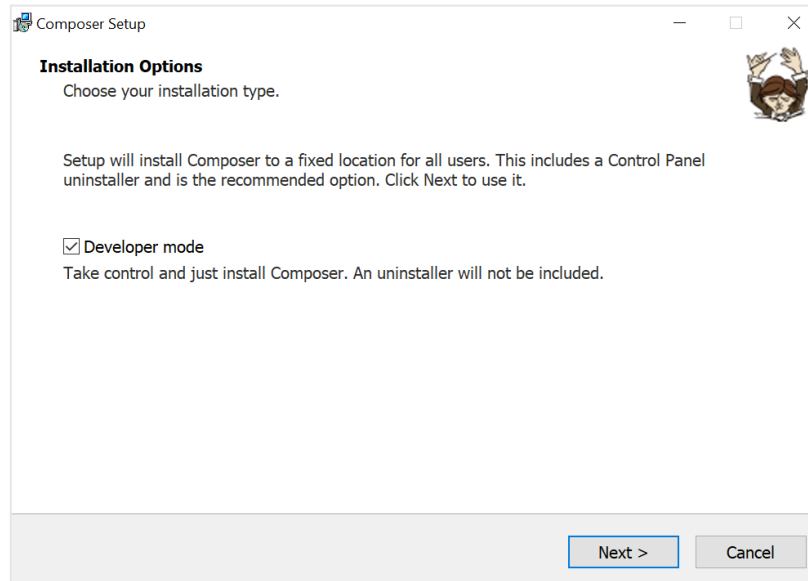 Composer Setup
Installation Options
Choose your installation type.
Setup will install Composer to a fixed location for all users. This includes a Control Panel
uninstaller and is the recommended option. Click Next to use it.
Developer mode
Take control and just install Composer. An uninstaller will not be included.
Next >
Cancel